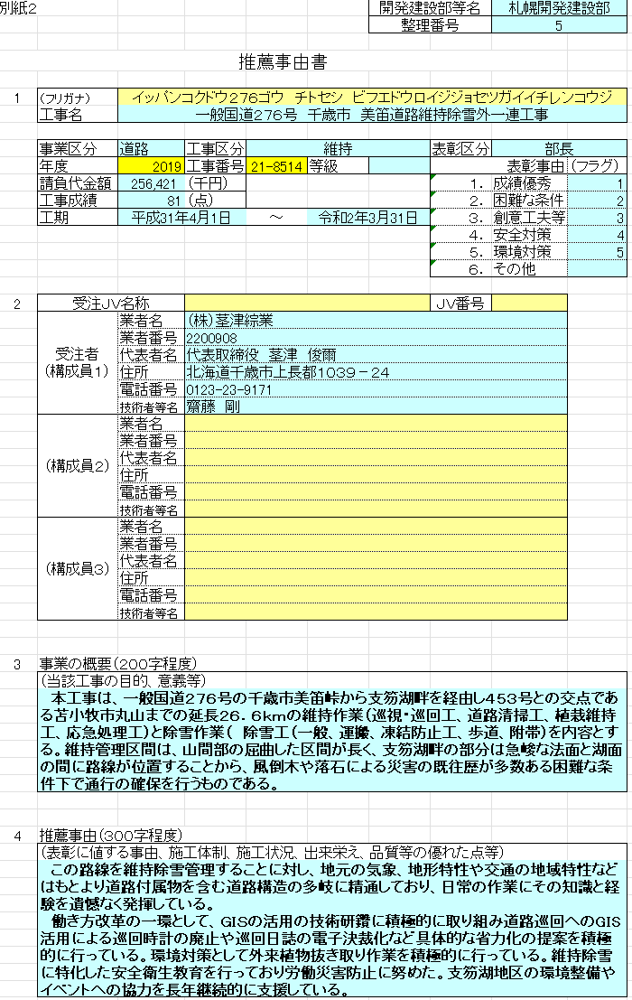 別紙2
開発建設部等名 札幌開発建設部
整理番号 5
推薦事由書
1 (フリガナ) イッパンコクドウ276ゴウ チトセシ ビフエドウロイジジョセツガイイチレンコウジ
工事名 一般国道276号 千歳市 美笛道路維持除雪外一連工事
事業区分 道路 工事区分 維持 表彰区分 部長
年度 2019 工事番号 21-8514 等級 表彰事由 (フラグ)
請負代金額 256,421 (千円) 1. 成績優秀 1
工事成績 81 (点) 2. 困難な条件 2
工期 平成31年4月1日 ～ 令和2年3月31日 3. 創意工夫等 3
4. 安全対策 4
5. 環境対策 5
6. その他
2 受注JV名称 JV番号
受注者
(構成員1)
業者名 (株)茎津綜業
業者番号 2200908
代表者名 代表取締役 茎津 俊爾
住所 北海道千歳市上長都1039-24
電話番号 0123-23-9171
技術者等名 齋藤 剛
(構成員2)
業者名
業者番号
代表者名
住所
電話番号
技術者等名
(構成員3)
業者名
業者番号
代表者名
住所
電話番号
技術者等名
3 事業の概要(200字程度)
(当該工事の目的、意義等)
本工事は、一般国道276号の千歳市美笛峠から支笏湖畔を経由し453号との交点であ
る苫小牧市丸山までの延長26.6kmの維持作業(巡視・巡回工、道路清掃工、植栽維持
工、応急処理工)と除雪作業( 除雪工(一般、運搬、凍結防止工、歩道、附帯)を内容とす
る。維持管理区間は、山間部の屈曲した区間が長く、支笏湖畔の部分は急峻な法面と湖面
の間に路線が位置することから、風倒木や落石による災害の既往歴が多数ある困難な条
件下で通行の確保を行うものである。
4 推薦事由(300字程度)
(表彰に値する事由、施工体制、施工状況、出来栄え、品質等の優れた点等)
この路線を維持除雪管理することに対し、地元の気象、地形特性や交通の地域特性など
はもとより道路付属物を含む道路構造の多岐に精通しており、日常の作業にその知識と経
験を遺憾なく発揮している。
働き方改革の一環として、GISの活用の技術研鑽に積極的に取り組み道路巡回へのGIS
活用による巡回時計の廃止や巡回日誌の電子決裁化など具体的な省力化の提案を積極
的に行っている。環境対策として外来植物抜き取り作業を積極的に行っている。維持除雪
に特化した安全衛生教育を行っており労働災害防止に努めた。支笏湖地区の環境整備や
イベントへの協力を長年継続的に支援している。